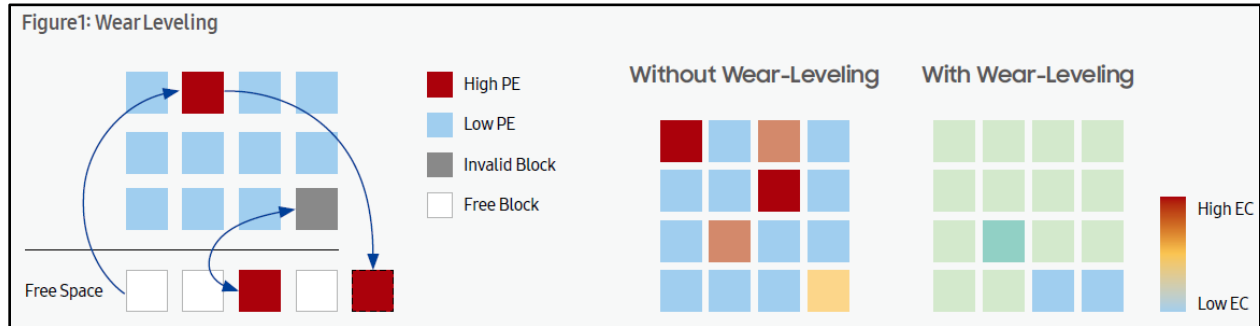 Figure1: Wear Leveling
High PE
Low PE
Invalid Block
Free Block
Free Space
Without Wear-Leveling
With Wear-Leveling
High EC
Low EC